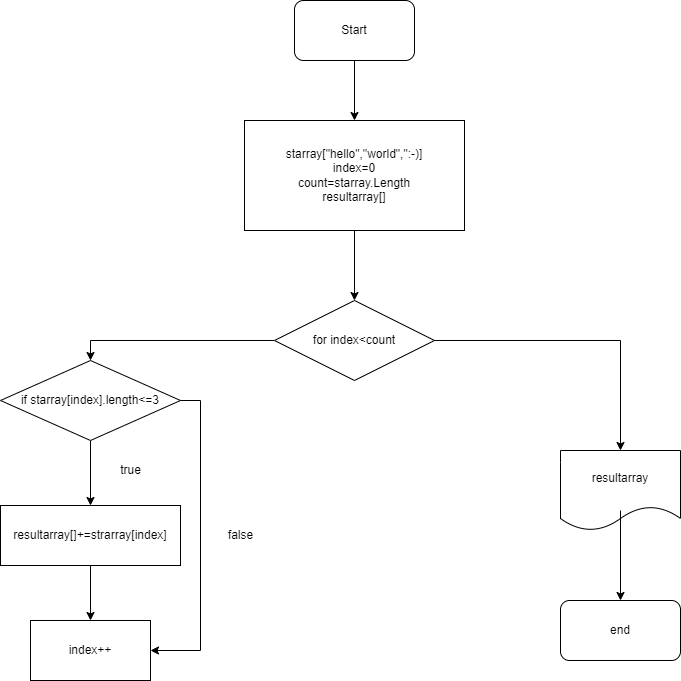 Start
starray["hello","world",":-)]
index=0
count=starray.Length
resultarray[]
for index<count
if starray[index].length<=3
true
resultarray
resultarray[]+=strarray[index]
false
index++
end